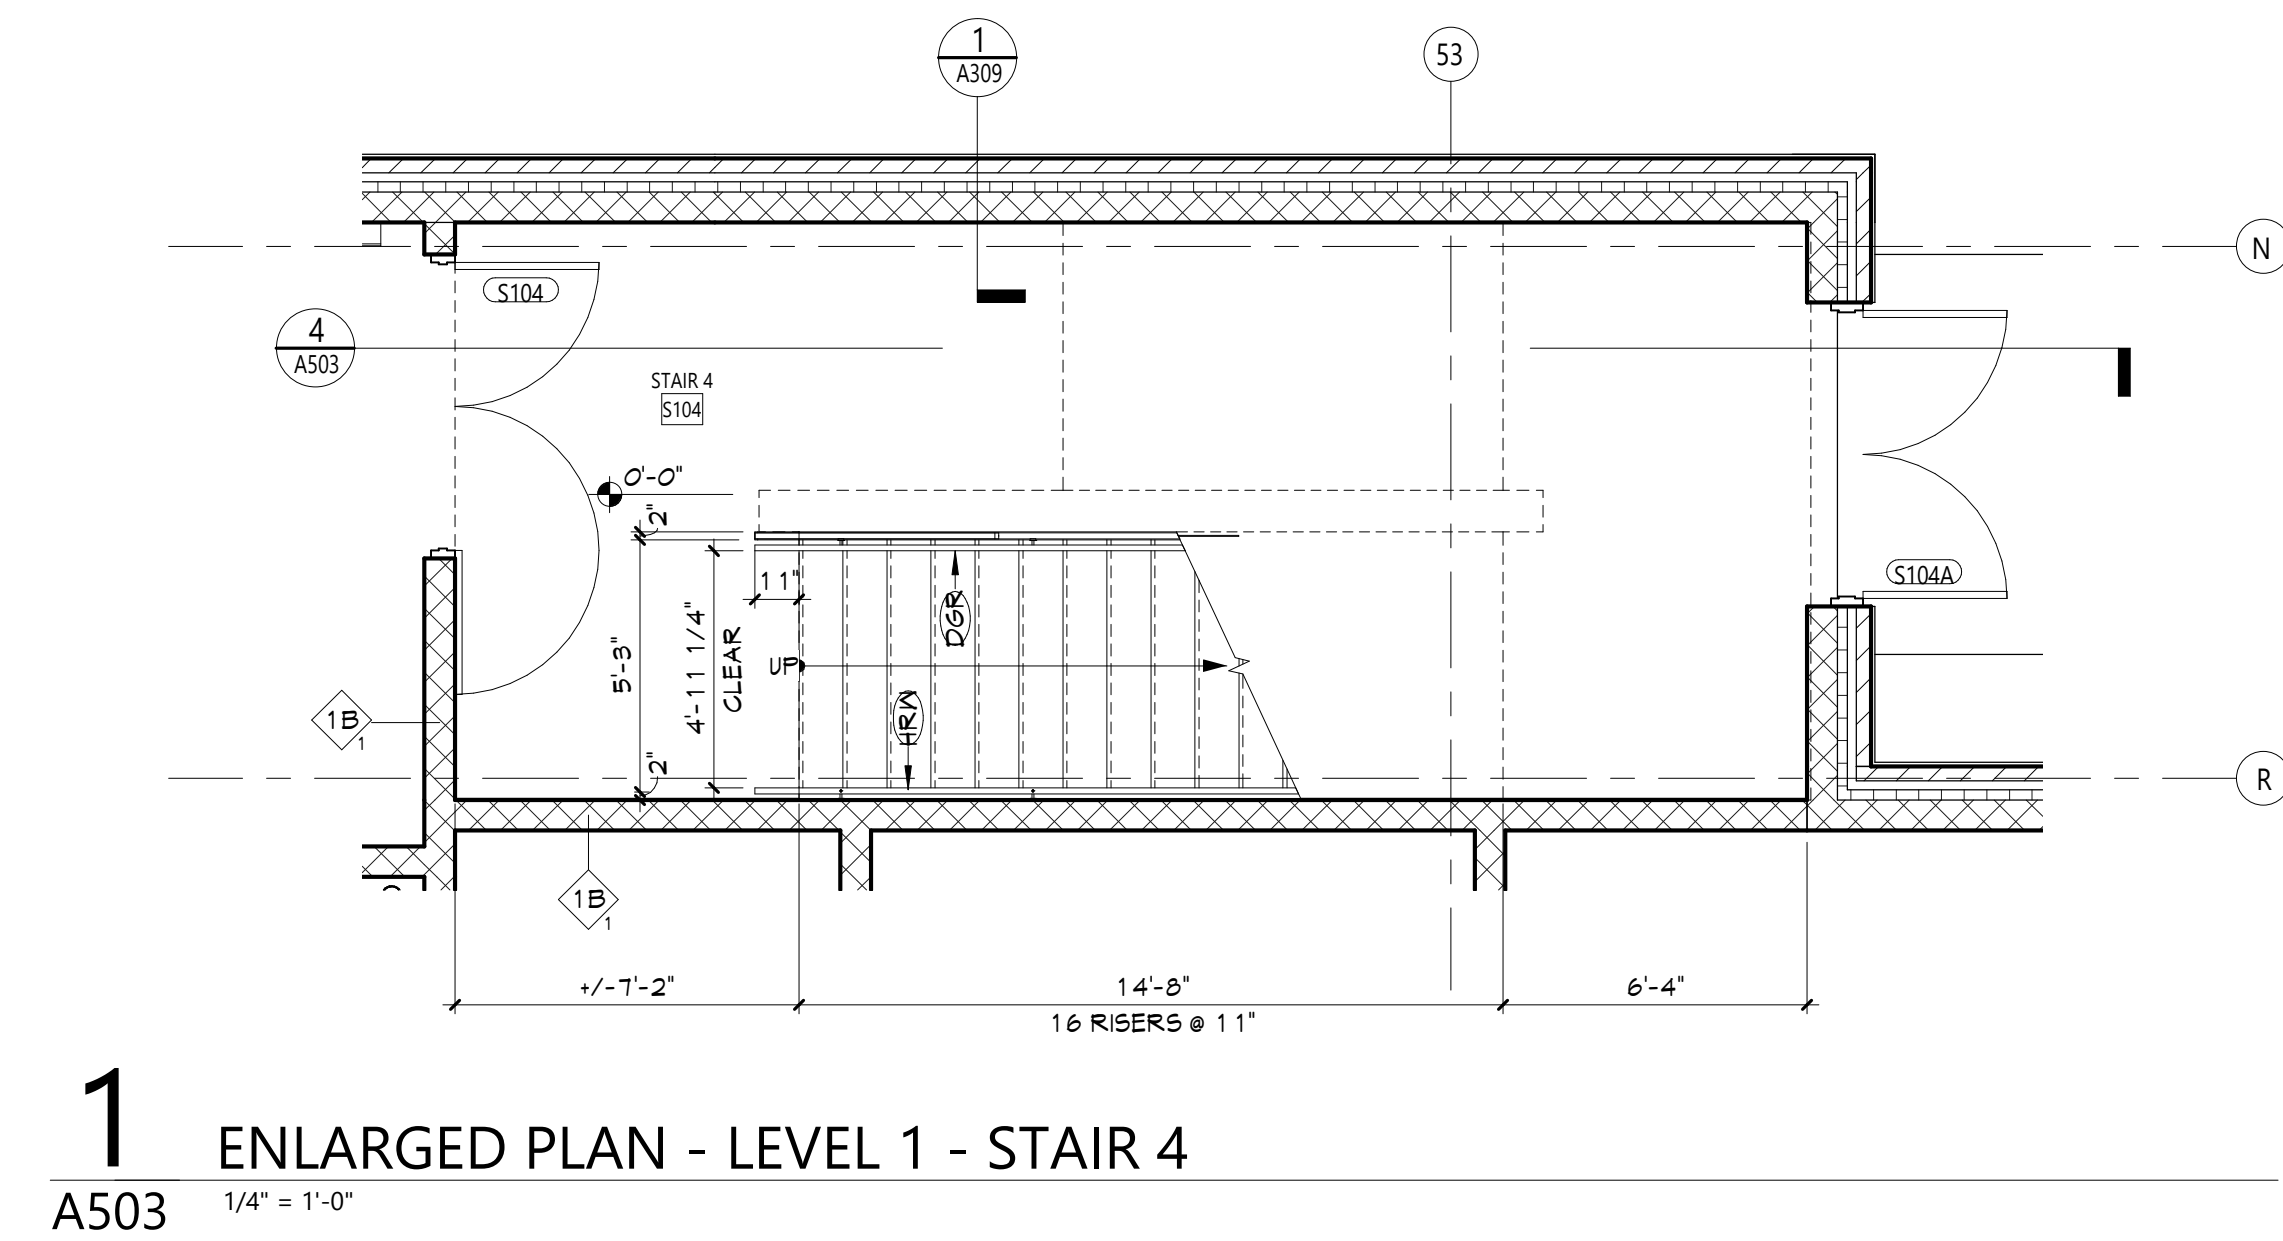 1
A309
53
N
S104
4
A503
STAIR 4
S104
0'-0"
2"
S104A
11"
DGR
5'-3"
4'-11 1/4"
CLEAR
UP
HRW
1B
1
2"
R
1B
1
+/-7'-2"
14'-8"
6'-4"
16 RISERS @ 11"
1
ENLARGED PLAN - LEVEL 1 - STAIR 4
A503
1/4" = 1'-0"